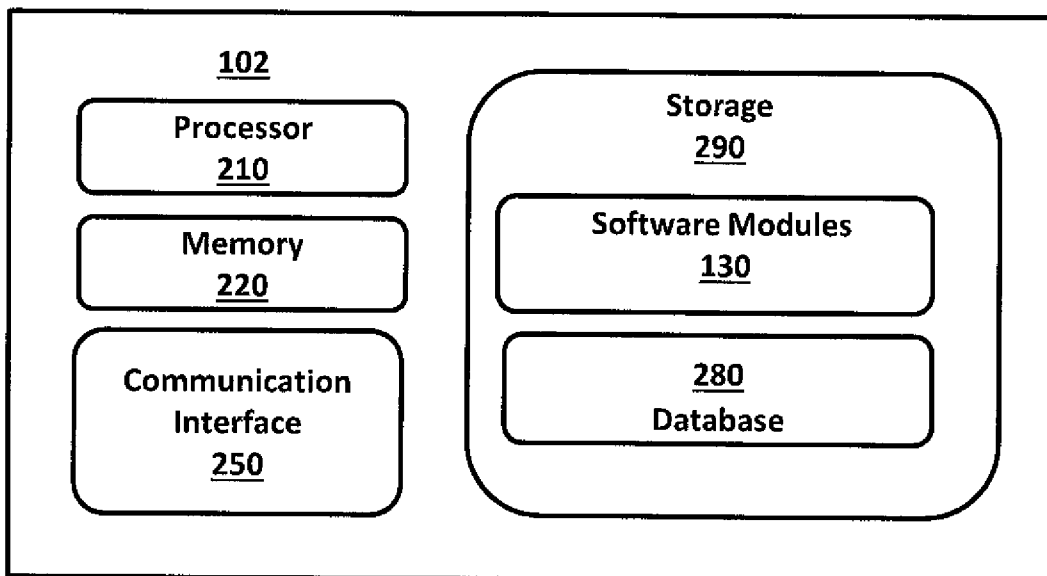 102
Processor
210
Memory
220
Communication
Interface
250
Storage
290
Software Modules
130
280
Database